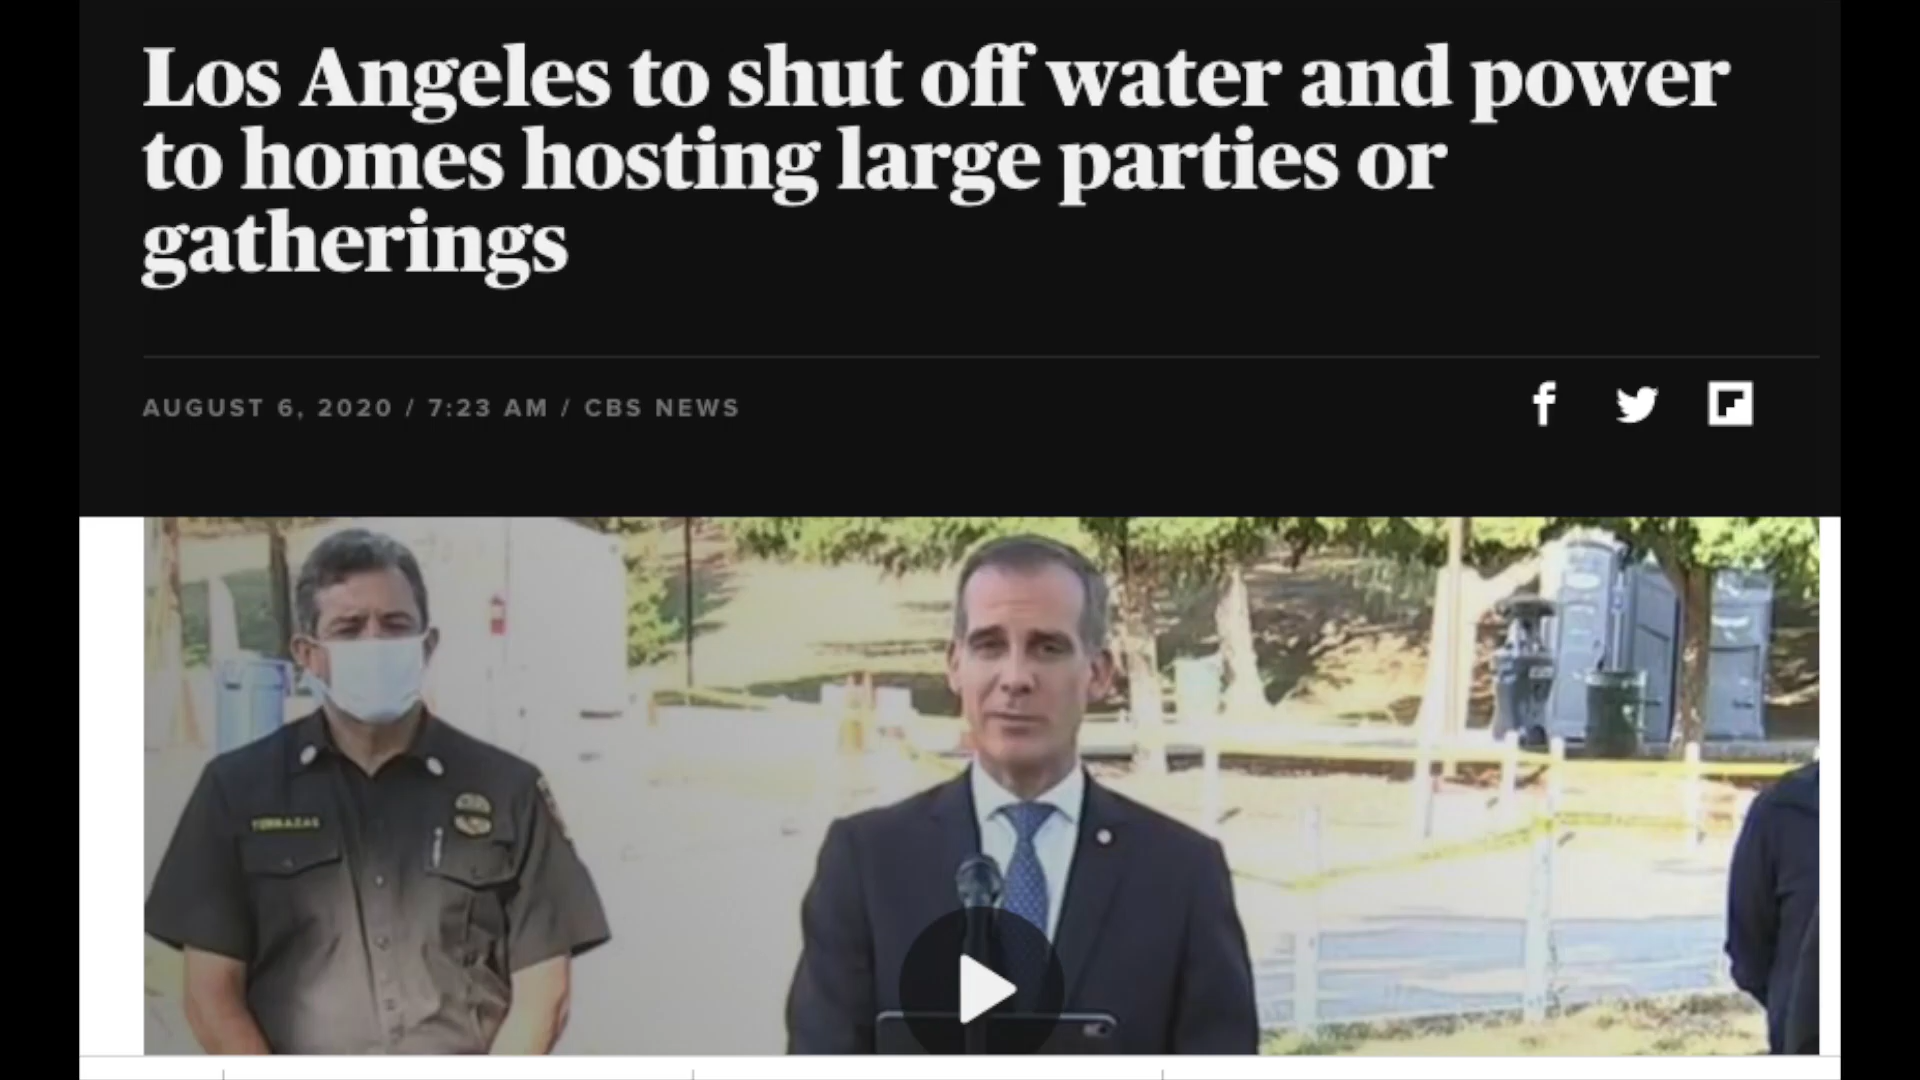 Los Angeles to shut off water and power
to homes hosting large parties or
gatherings
AUGUST 6, 2020 / 7:23 AM / CBS NEWS
TERRAZAS